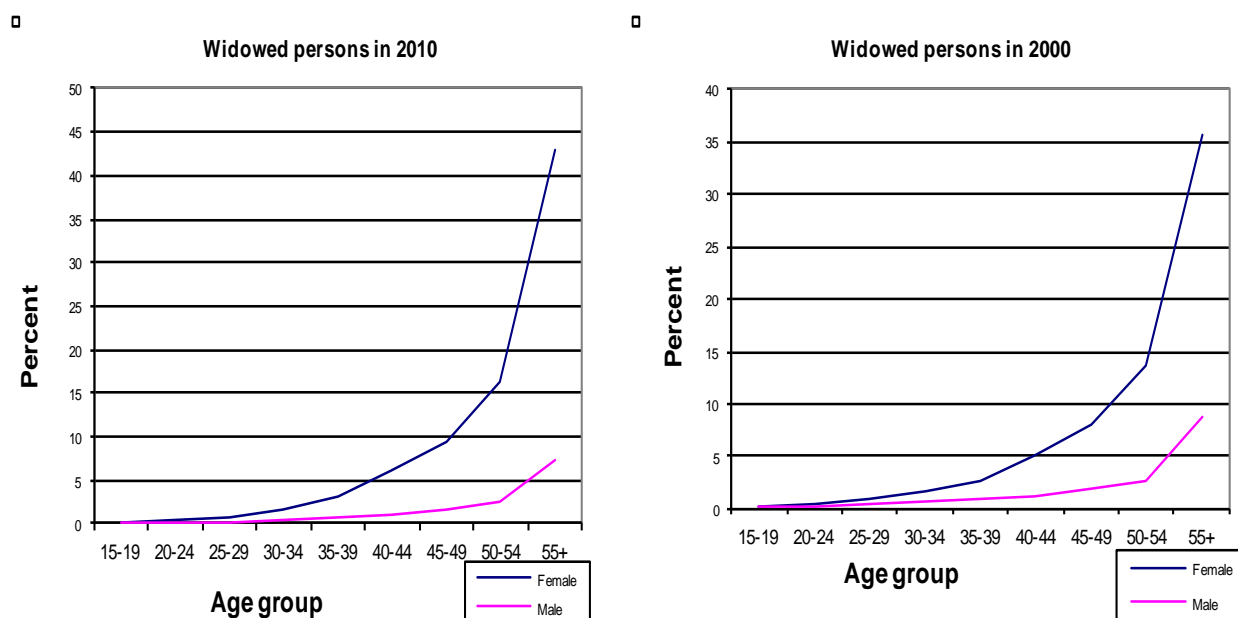 Widowed persons in 2010
50
45
40
35
30
25
20
15
10
5
0
Percent
15-19 20-24 25-29 30-34 35-39 40-44 45-49 50-54 55+
Age group
Female
Male
Widowed persons in 2000
40
35
30
25
20
15
10
5
0
Percent
15-19 20-24 25-29 30-34 35-39 40-44 45-49 50-54 55+
Age group
Female
Male